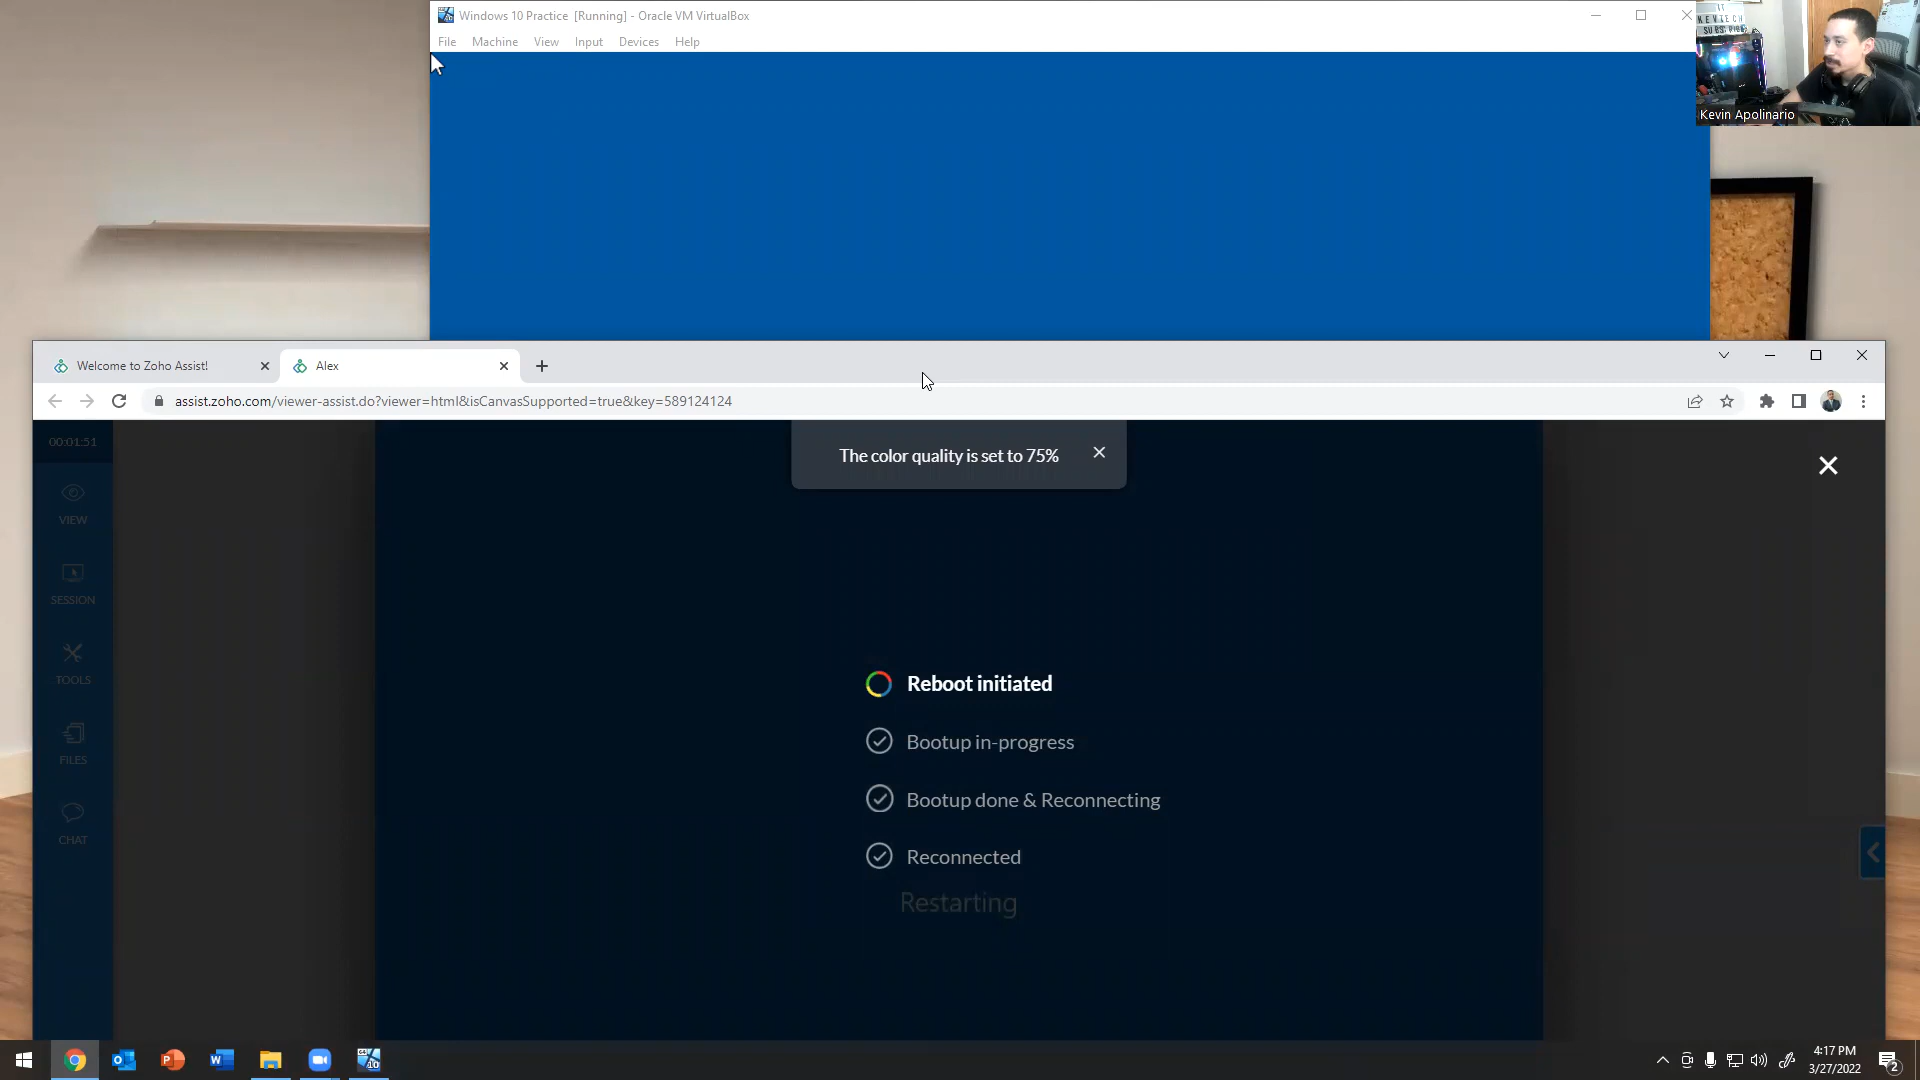 Windows 10 Practice [Running] - Oracle VM VirtualBox
File Machine View Input Devices Help
KEVTECH
Kevin Apolinario
Welcome to Zoho Assist!
Alex
assist.zoho.com/viewer-assist.do?viewer=html&isCanvasSupported=true&key=589124124
00:01:51
The color quality is set to 75%
VIEW
SESSION
TOOLS
FILES
CHAT
Reboot initiated
Bootup in-progress
Bootup done & Reconnecting
Reconnected
Restarting
4:17 PM
3/27/2022
2